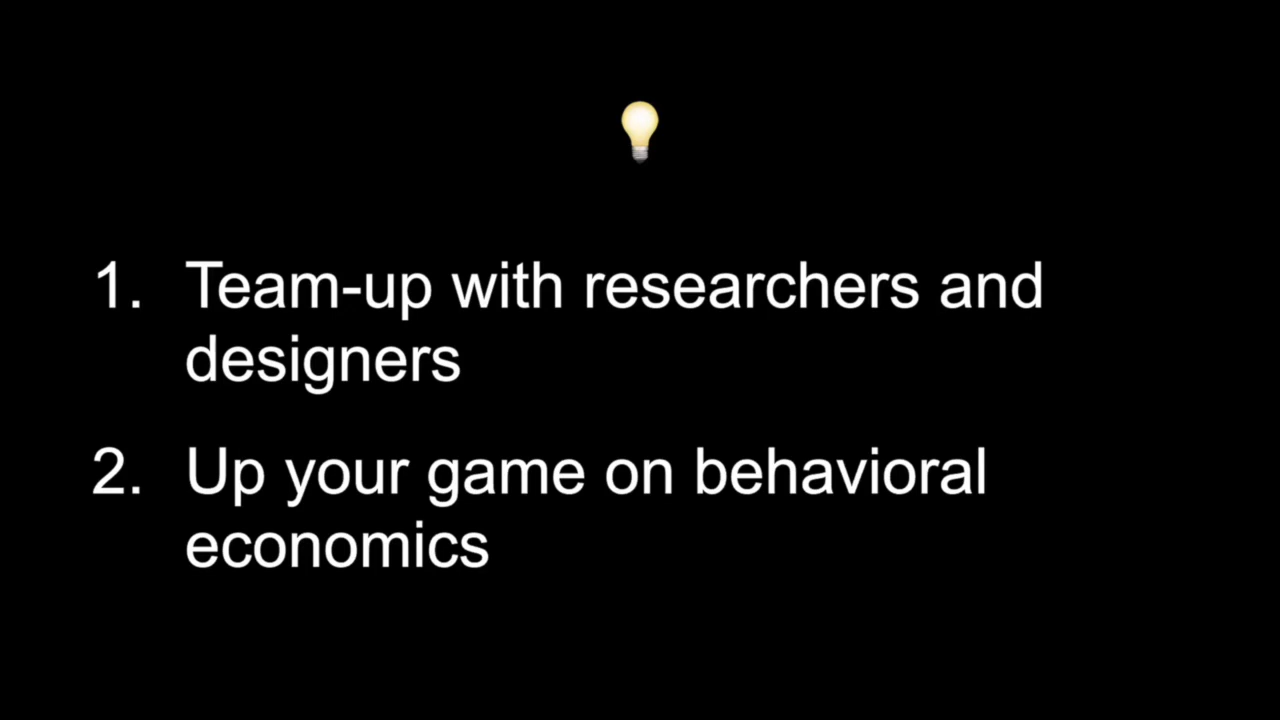 1. Team-up with researchers and
designers
2. Up your game on behavioral
economics